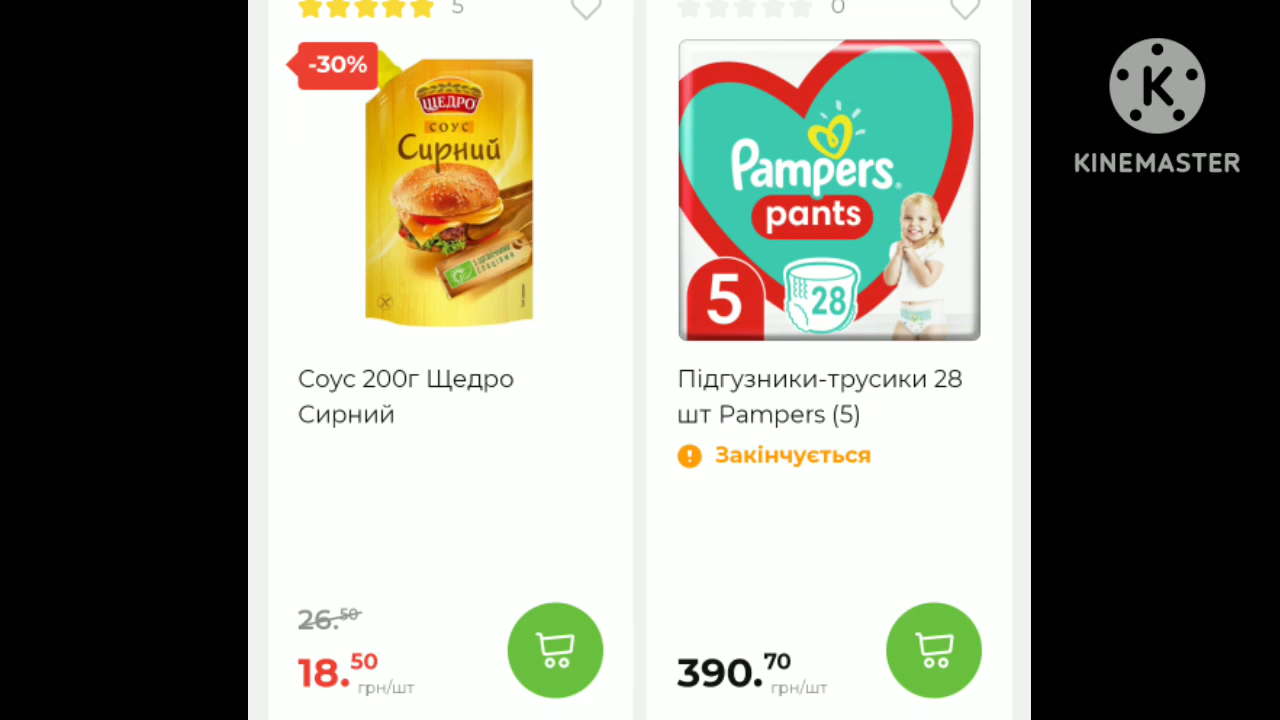 5
0
-30%
ЩЕДРО
СОУС
Сирний
Pampers
pants
5
28
KINEMASTER
Соус 200г Щедро
Сирний
Підгузники-трусики 28
шт Pampers (5)
Закінчується
26.50
18.50
грн/шт
390.70
грн/шт